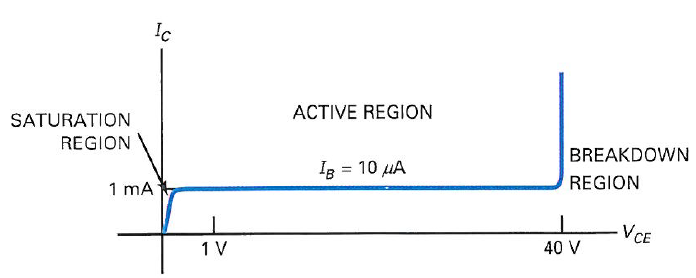 I_C
ACTIVE REGION
SATURATION
REGION
I_B = 10 μA
BREAKDOWN
REGION
1 mA
V_CE
1 V
40 V